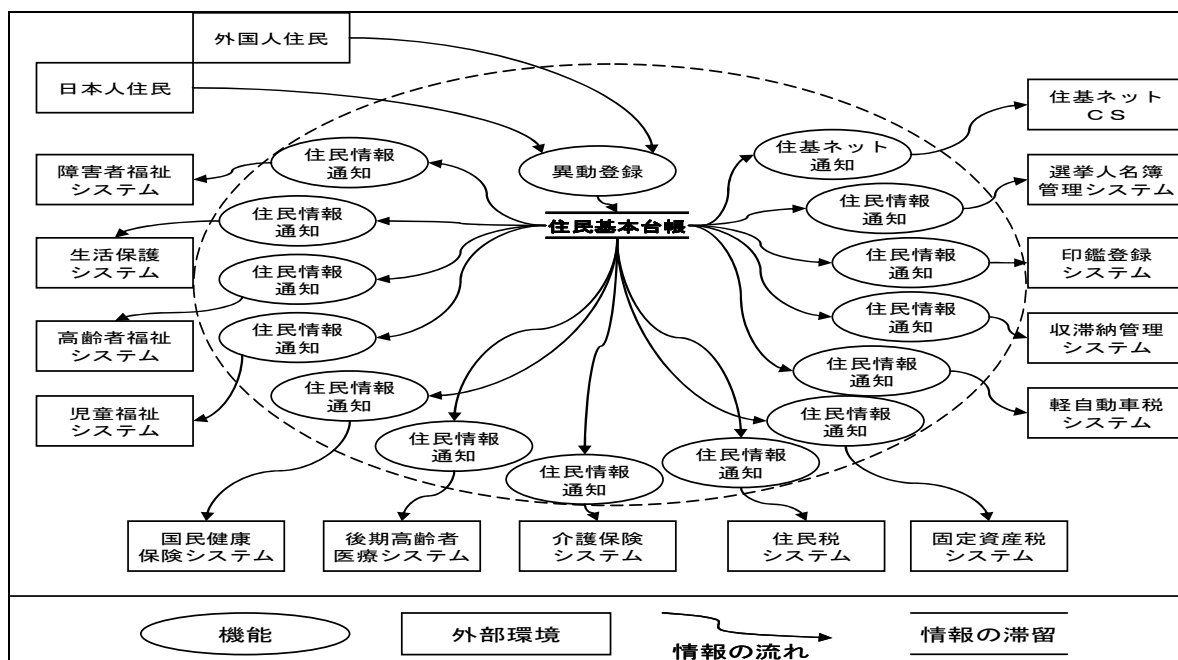 外国人住民
日本人住民
住基ネット
CS
住民情報
通知
住基ネット
通知
障害者福祉
システム
異動登録
選挙人名簿
管理システム
住民情報
通知
住民情報
通知
住民基本台帳
生活保護
システム
住民情報
通知
住民情報
通知
印鑑登録
システム
高齢者福祉
システム
住民情報
通知
住民情報
通知
収滞納管理
システム
児童福祉
システム
住民情報
通知
住民情報
通知
軽自動車税
システム
住民情報
通知
住民情報
通知
住民情報
通知
住民情報
通知
住民情報
通知
国民健康
保険システム
後期高齢者
医療システム
介護保険
システム
住民税
システム
固定資産税
システム
機能
外部環境
情報の流れ
情報の滞留